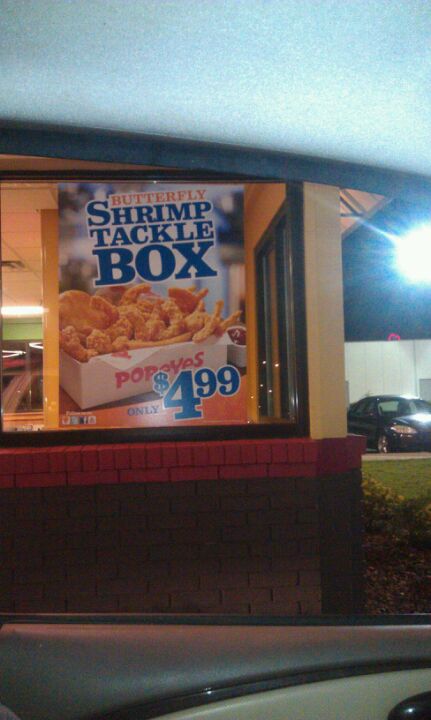 BUTTERFLY
SHRIMP
TACKLE
BOX
POPEYES
ONLY $4.99